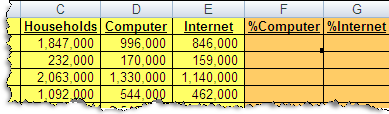 C D E F G
Households Computer Internet %Computer %Internet
1,847,000 996,000 846,000
232,000 170,000 159,000
2,063,000 1,330,000 1,140,000
1,092,000 544,000 462,000